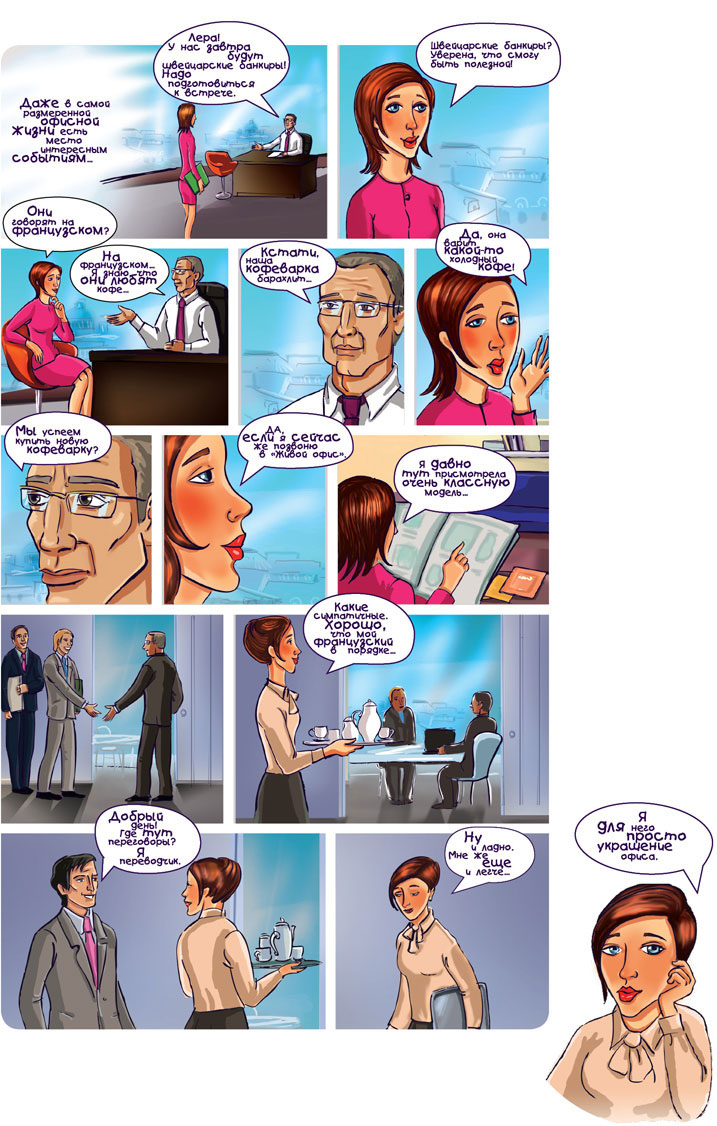 Даже в самой
размеренной
офисной
жизни есть
место
интересным
событиям...
Лера!
У нас завтра
будут
швейцарские
банкиры!
Надо
подготовиться
к встрече.
Швейцарские банкиры?
Уверена, что смогу
быть полезной!
Они
говорят на
французском?
На
французском...
Я знаю что
они любят
кофе...
Кстати,
наша
кофеварка
барахлит...
Да, она
варит
какой-то
холодный
кофе!
Мы успеем
купить новую
кофеварку?
ДА,
если я сейчас
же позвоню
в «Живой офис».
Я давно
тут присмотрела
очень классную
модель...
Какие
симпатичные.
Хорошо,
что мой
французский
в порядке...
Добрый
день!
Где тут
переговоры?
Я
переводчик.
Ну
и ладно.
Мне же
еще
и легче...
Я
для него
просто
украшение
офиса.